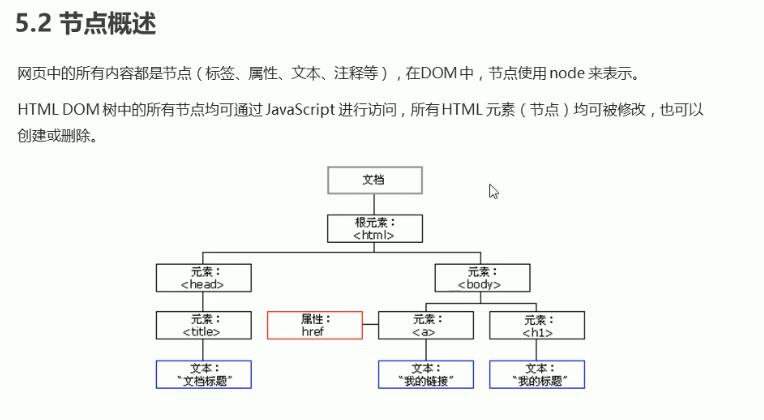 5.2 节点概述
网页中的所有内容都是节点（标签、属性、文本、注释等），在DOM 中，节点使用 node 来表示。
HTML DOM 树中的所有节点均可通过 JavaScript 进行访问，所有 HTML 元素（节点）均可被修改，也可以
创建或删除。
文档
根元素：
<html>
元素：
<head>
元素：
<body>
元素：
<title>
属性：
href
元素：
<a>
元素：
<h1>
文本：
“文档标题”
文本：
“我的链接”
文本：
“我的标题”